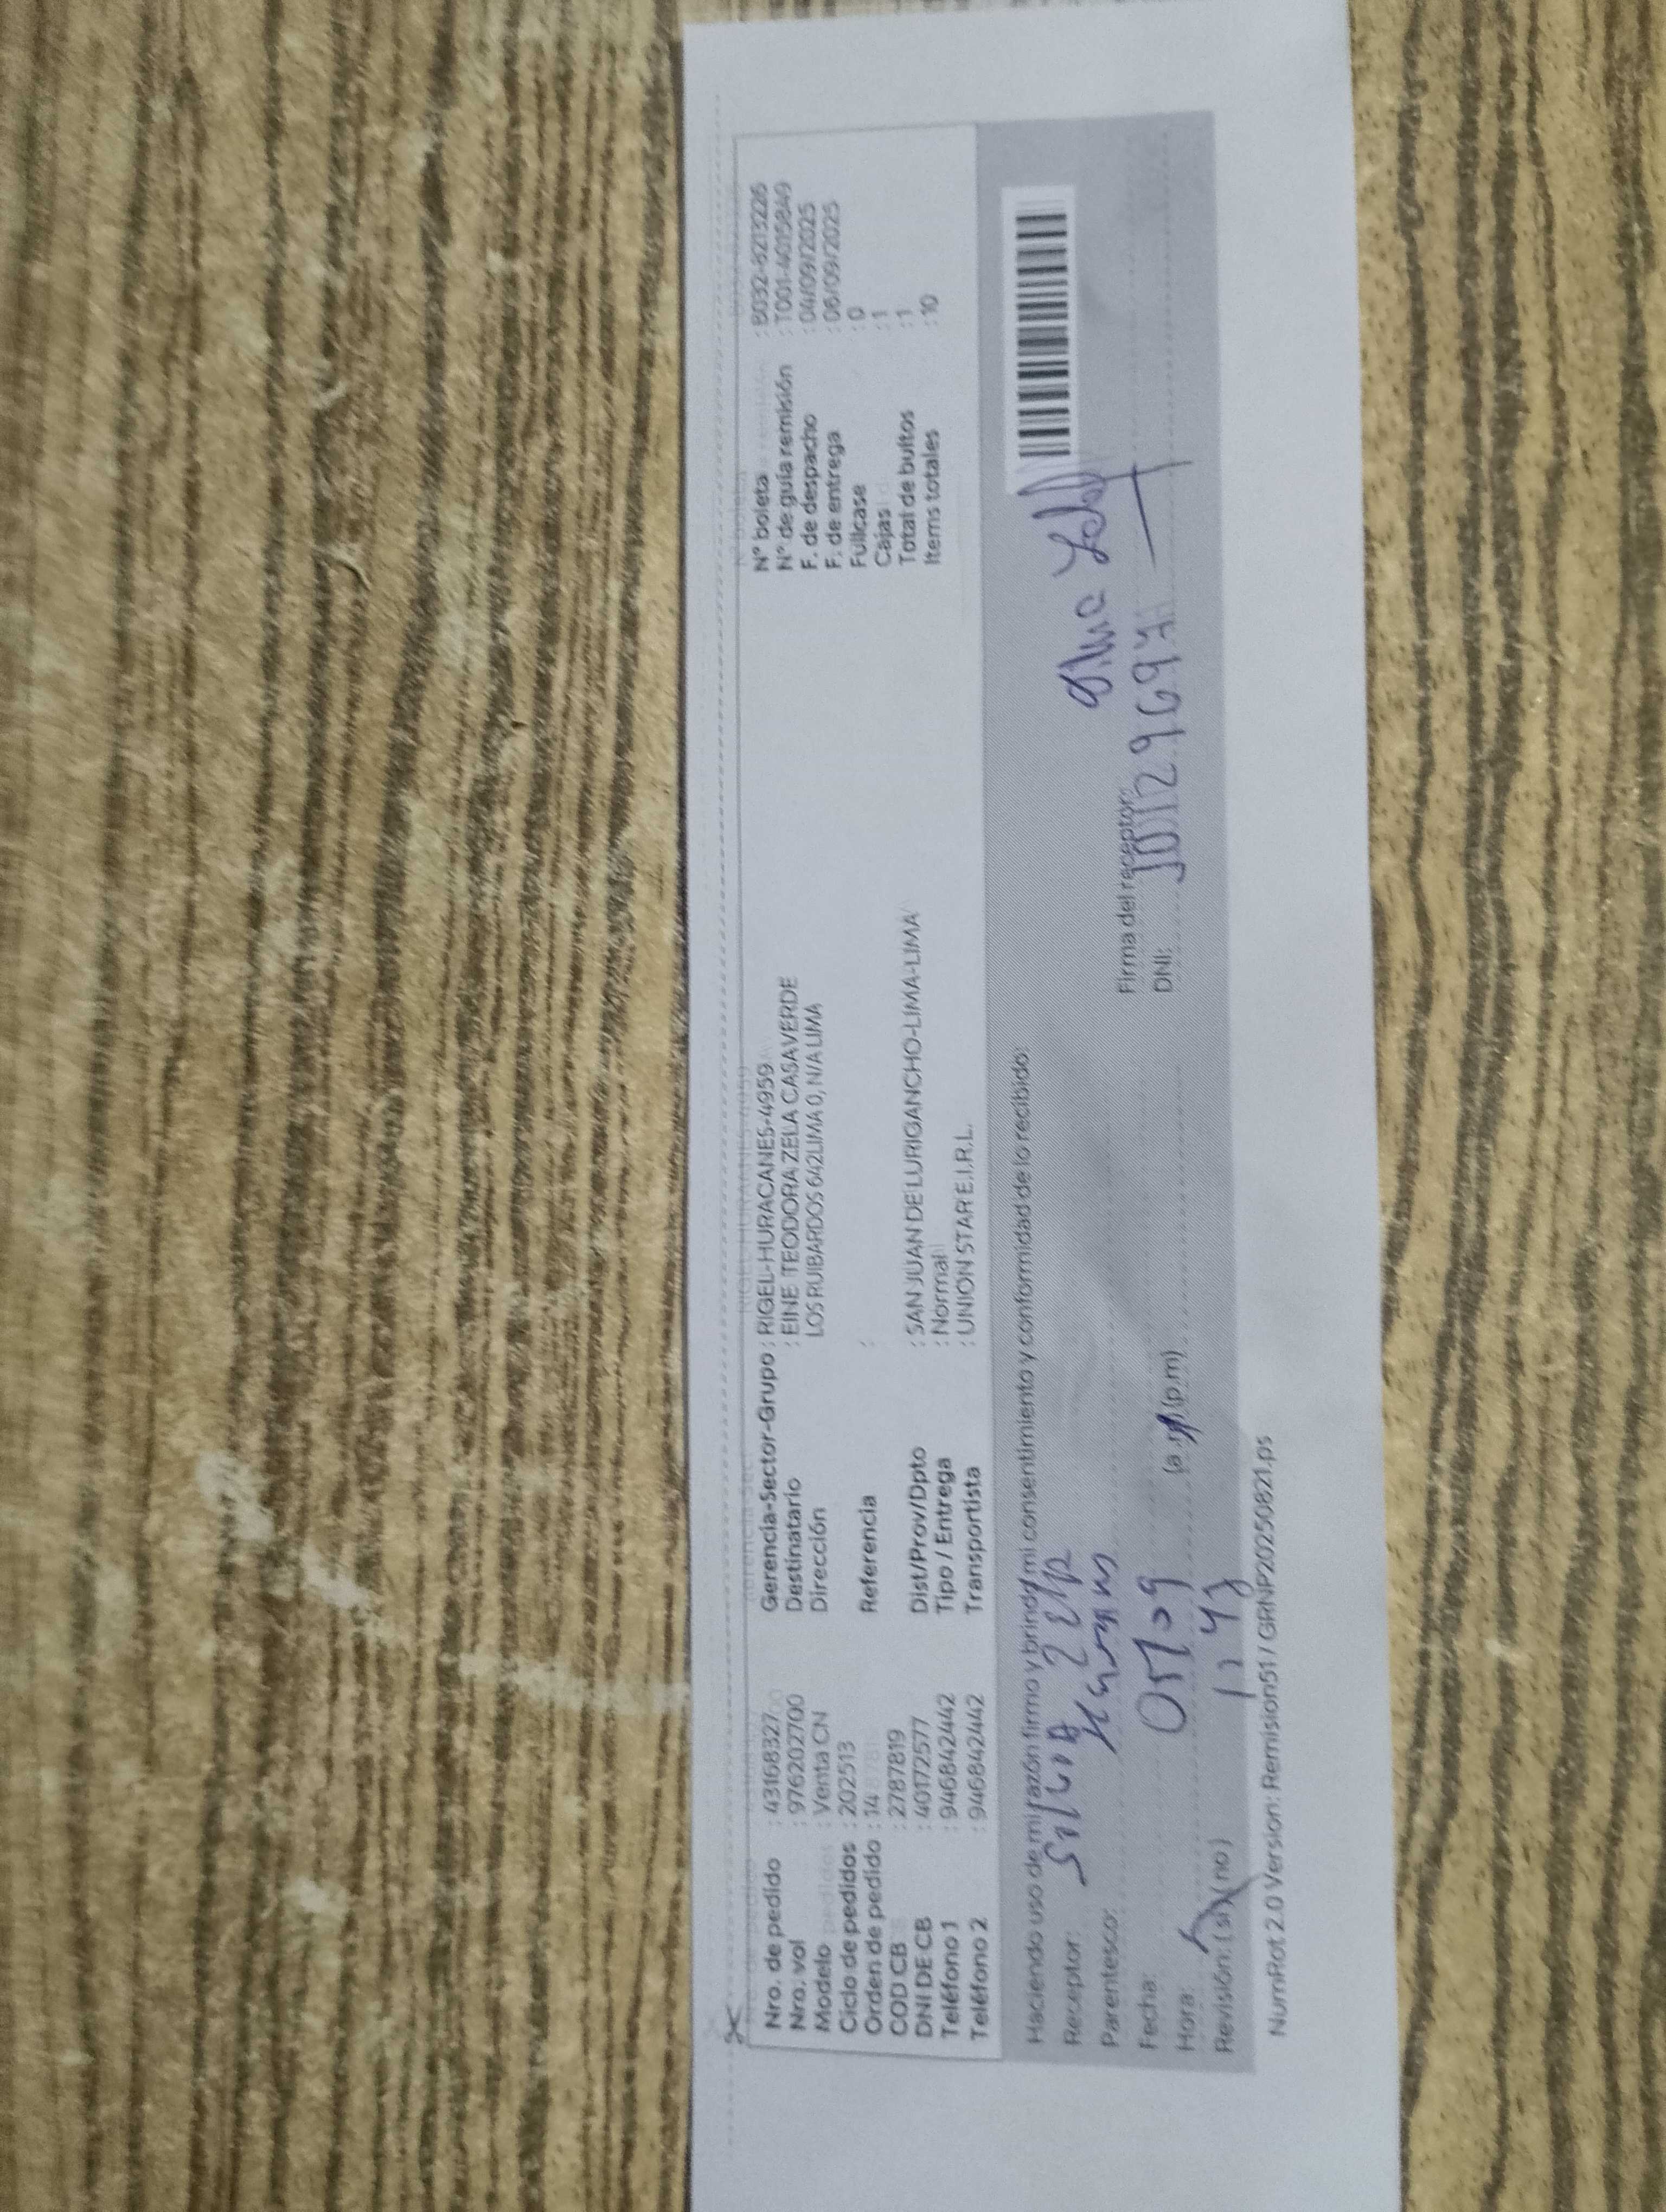 Nro. de pedido : 43168327 Gerencia-Sector-Grupo : RIGEL-HURACANES-4959 N° boleta : B032-8213226
Nro. vol : 976202700 Destinatario : EINE TEODORA ZELA CASAVERDE N° de guía remisión : T001-4015849
Modelo : Venta CN Dirección LOS RUIBARDOS 642LIMA 0, N/A LIMA F. de despacho : 04/09/2025
Ciclo de pedidos : 202513 F. de entrega : 06/09/2025
Orden de pedido : 14 Referencia : Fullcase : 0
COD CB : 2787819 Cajas : 1
DNI DE CB : 40172577 Dist/Prov/Dpto : SAN JUAN DE LURIGANCHO-LIMA-LIMA Total de bultos : 1
Teléfono 1 : 946842442 Tipo / Entrega : Normal Items totales : 10
Teléfono 2 : 946842442 Transportista : UNION STAR E.I.R.L.
Haciendo uso de mi razón firmo y brindo mi consentimiento y conformidad de lo recibido:
Receptor:
Parentesco:
Fecha: 05/09 Firma del receptor:
Hora: (a.m)(p.m) DNI:
Revisión: (si) (no)
NumRot 2.0 Version: Remision51 / GRNP20250821.ps